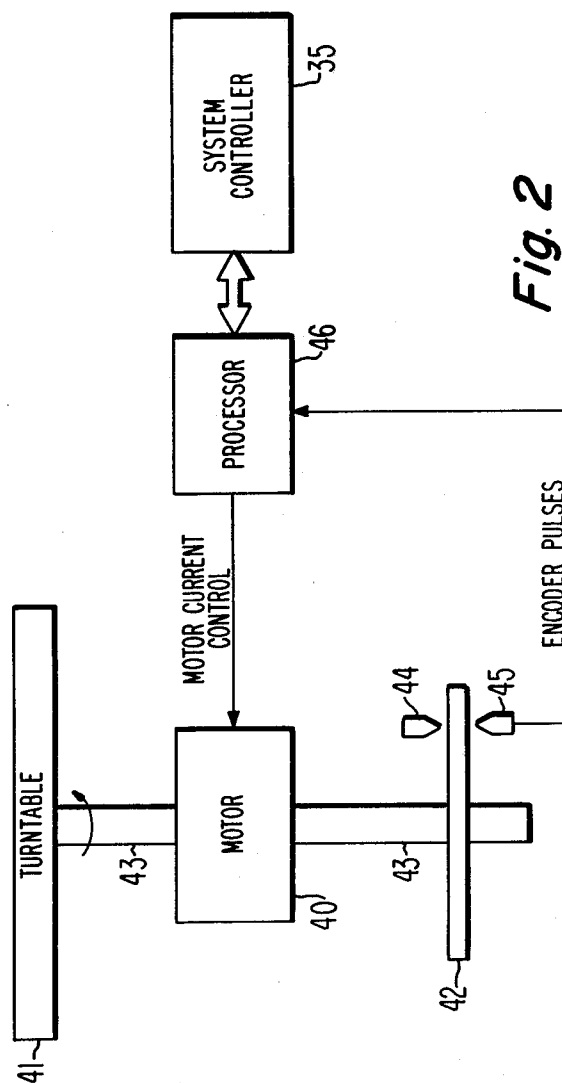 41
TURNTABLE
43
MOTOR
40
43
42
44
45
MOTOR CURRENT
CONTROL
PROCESSOR
46
SYSTEM
CONTROLLER
35
ENCODER PULSES
Fig. 2